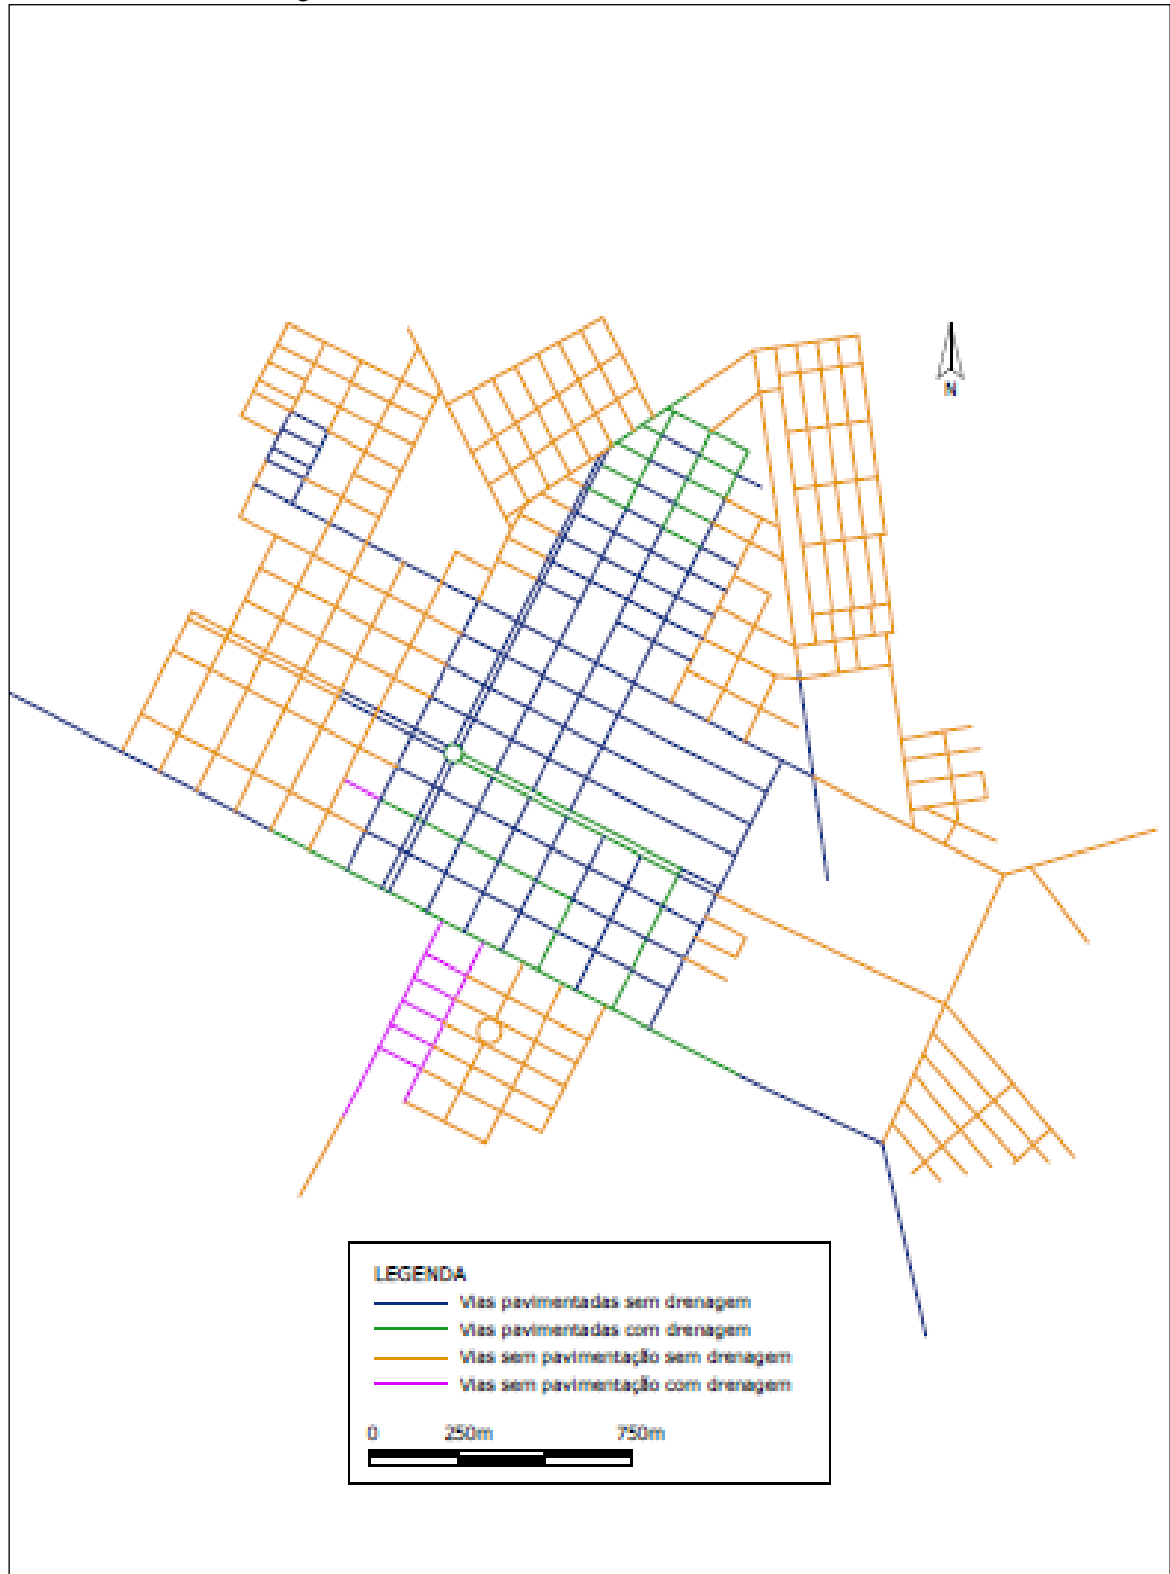 N
LEGENDA
Vias pavimentadas sem drenagem
Vias pavimentadas com drenagem
Vias sem pavimentação sem drenagem
Vias sem pavimentação com drenagem
0 250m 750m